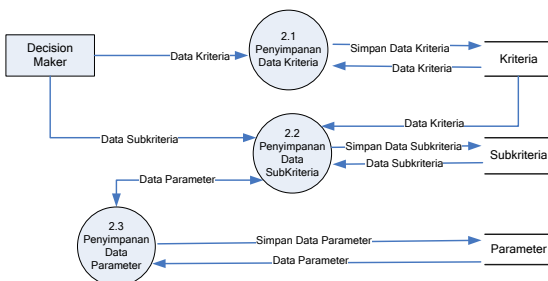 Decision
Maker
Data Kriteria
2.1
Penyimpanan
Data Kriteria
Simpan Data Kriteria
Data Kriteria
Kriteria
Data Kriteria
Data Subkriteria
2.2
Penyimpanan
Data
SubKriteria
Simpan Data Subkriteria
Data Subkriteria
Subkriteria
Data Parameter
2.3
Penyimpanan
Data
Parameter
Simpan Data Parameter
Data Parameter
Parameter